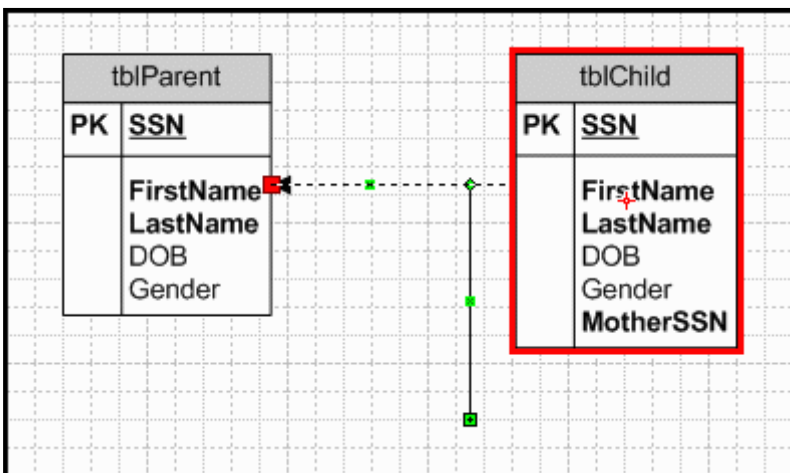 tblParent
PK SSN
FirstName
LastName
DOB
Gender
tblChild
PK SSN
FirstName
LastName
DOB
Gender
MotherSSN